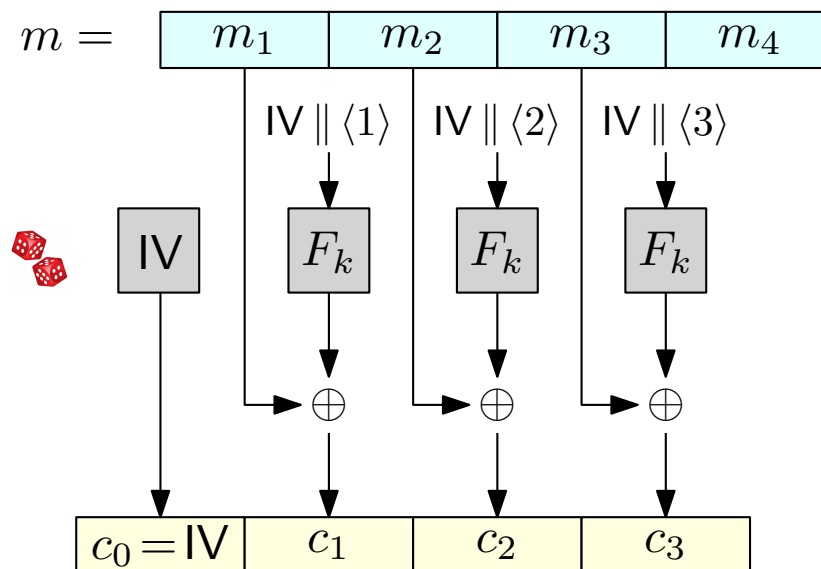 m = m₁ m₂ m₃ m₄
IV ∥ ⟨1⟩ IV ∥ ⟨2⟩ IV ∥ ⟨3⟩
IV Fₖ Fₖ Fₖ
⊕ ⊕ ⊕
c₀ = IV c₁ c₂ c₃